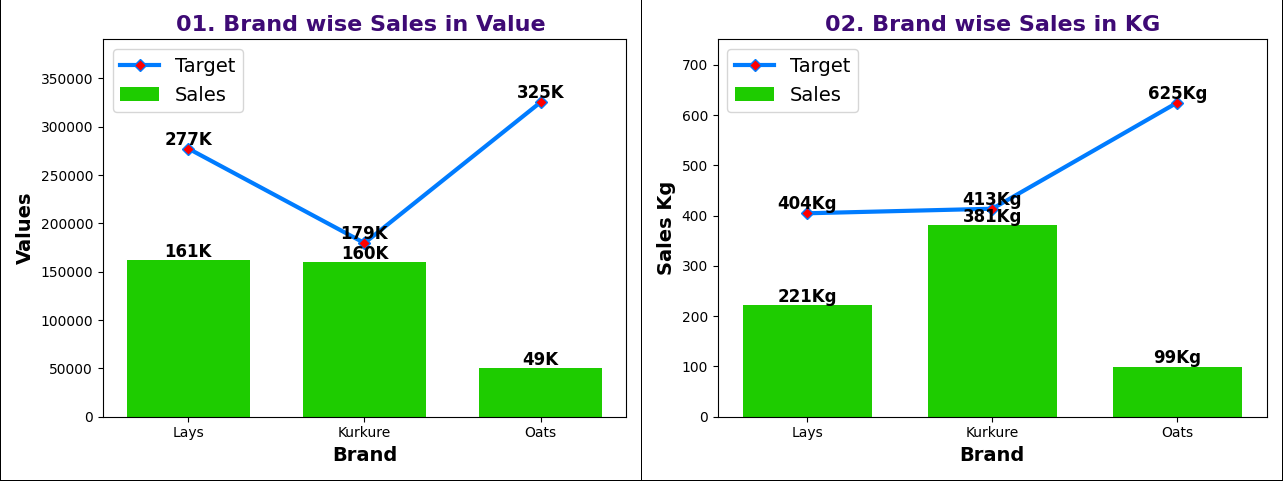 01. Brand wise Sales in Value
Target
Sales
350000
300000
250000
200000
150000
100000
50000
0
Values
277K
179K
325K
161K
160K
49K
Lays
Kurkure
Oats
Brand
02. Brand wise Sales in KG
Target
Sales
700
600
500
400
300
200
100
0
Sales Kg
404Kg
413Kg
625Kg
221Kg
381Kg
99Kg
Lays
Kurkure
Oats
Brand